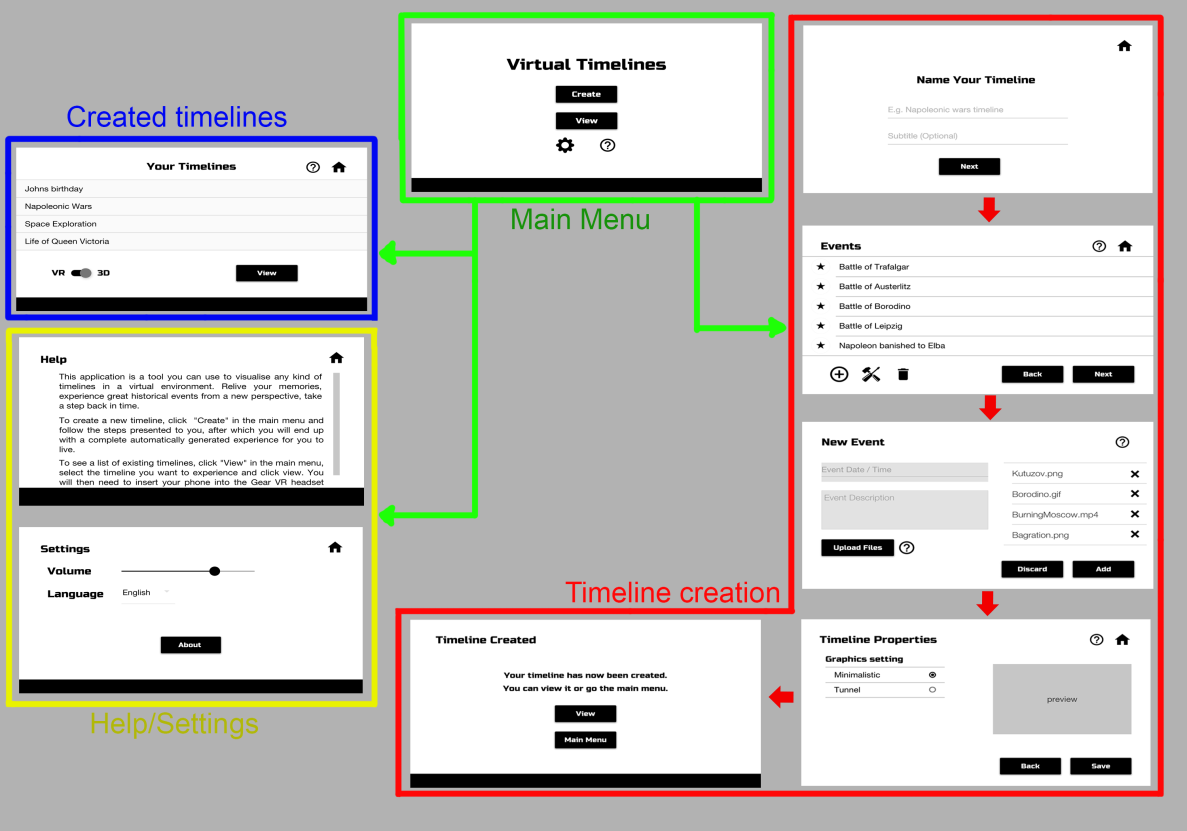 Created timelines
Your Timelines
Johns birthday
Napoleonic Wars
Space Exploration
Life of Queen Victoria
VR
3D
View
Help
This application is a tool you can use to visualise any kind of
timelines in a virtual environment. Relive your memories,
experience great historical events from a new perspective, take
a step back in time.
To create a new timeline, click "Create" in the main menu and
follow the steps presented to you, after which you will end up
with a complete automatically generated experience for you to
live.
To see a list of existing timelines, click "View" in the main menu,
select the timeline you want to experience and click view. You
will then need to insert your phone into the Gear VR headset
Settings
Volume
Language English
About
Help/Settings
Virtual Timelines
Create
View
Main Menu
Name Your Timeline
E.g. Napoleonic wars timeline
Subtitle (Optional)
Next
Events
Battle of Trafalgar
Battle of Austerlitz
Battle of Borodino
Battle of Leipzig
Napoleon banished to Elba
Back Next
New Event
Event Date / Time
Event Description
Upload Files
Kutuzov.png
Borodino.gif
BurningMoscow.mp4
Bagration.png
Discard Add
Timeline creation
Timeline Properties
Graphics setting
Minimalistic
Tunnel
preview
Back Save
Timeline Created
Your timeline has now been created.
You can view it or go the main menu.
View
Main Menu